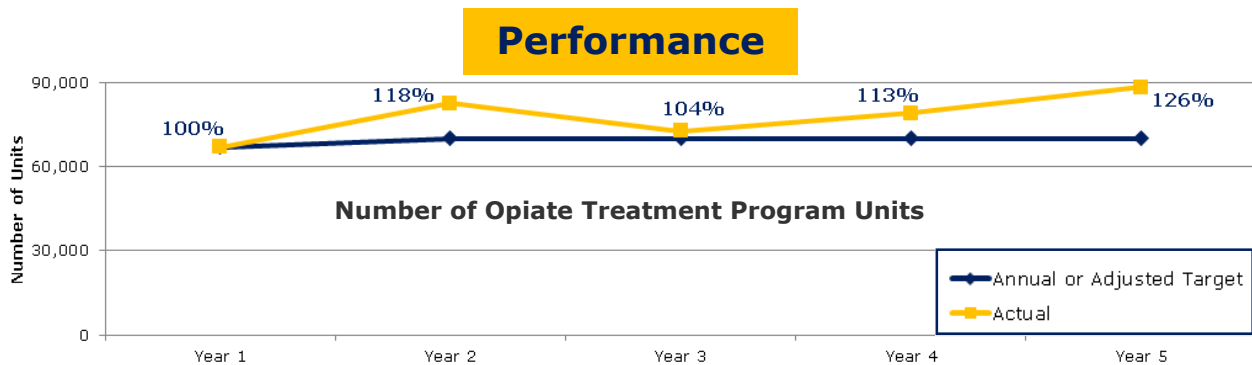 Performance
90,000
60,000
30,000
0
Number of Units
100%
118%
104%
113%
126%
Number of Opiate Treatment Program Units
Annual or Adjusted Target
Actual
Year 1
Year 2
Year 3
Year 4
Year 5